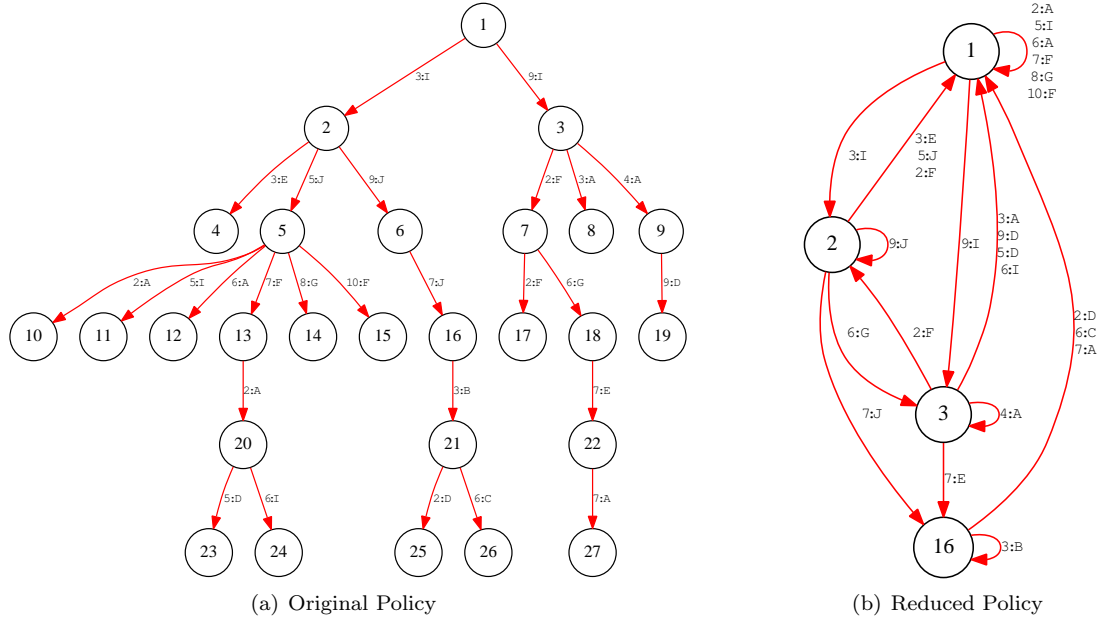 1
3:I
9:I
2
3
3:E
5:J
9:J
2:F
3:A
4:A
4
5
6
7
8
9
2:A
5:I
6:A
7:F
8:G
10:F
7:J
2:F
6:G
9:D
10
11
12
13
14
15
16
17
18
19
2:A
3:B
7:E
20
21
22
5:D
6:I
2:D
6:C
7:A
23
24
25
26
27
(a) Original Policy
2:A
5:I
6:A
7:F
8:G
10:F
1
3:I
3:E
5:J
2:F
9:I
3:A
9:D
5:D
6:I
2
9:J
6:G
2:F
2:D
6:C
7:A
7:J
3
4:A
7:E
16
3:B
(b) Reduced Policy